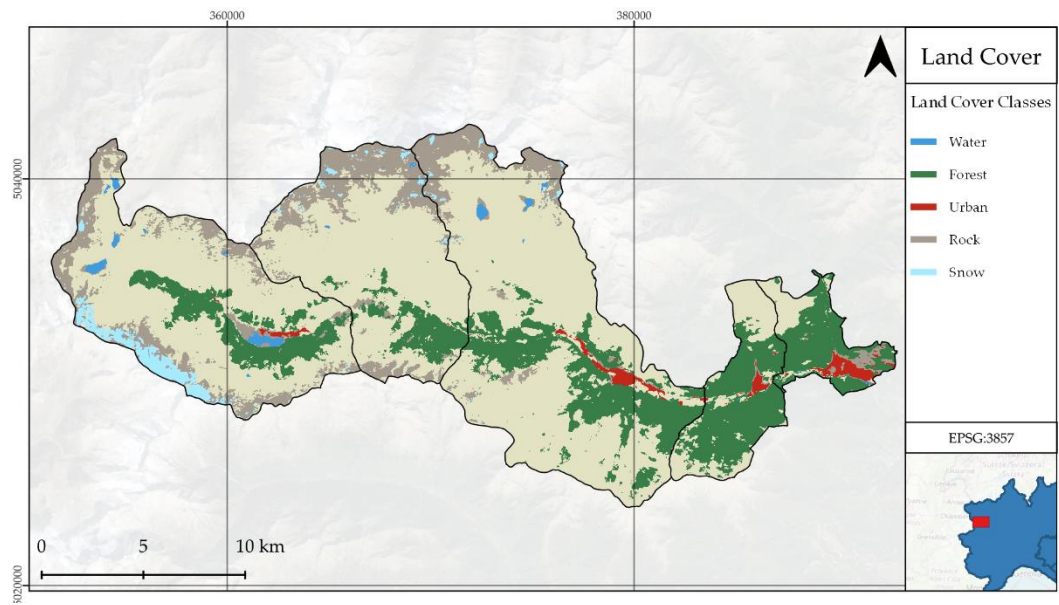 360000
380000
5040000
5020000
0
5
10 km
Land Cover
Land Cover Classes
Water
Forest
Urban
Rock
Snow
EPSG:3857